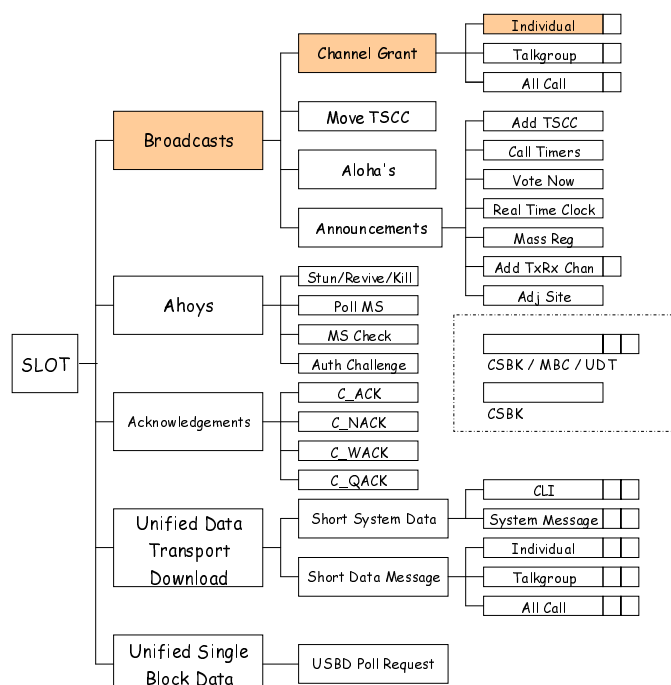 SLOT
Broadcasts
Channel Grant
Individual
Talkgroup
All Call
Move TSCC
Aloha's
Announcements
Add TSCC
Call Timers
Vote Now
Real Time Clock
Mass Reg
Add TxRx Chan
Adj Site
Ahoys
Stun/Revive/Kill
Poll MS
MS Check
Auth Challenge
CSBK / MBC / UDT
CSBK
Acknowledgements
C_ACK
C_NACK
C_WACK
C_QACK
Unified Data
Transport
Download
Short System Data
CLI
System Message
Short Data Message
Individual
Talkgroup
All Call
Unified Single
Block Data
USBD Poll Request